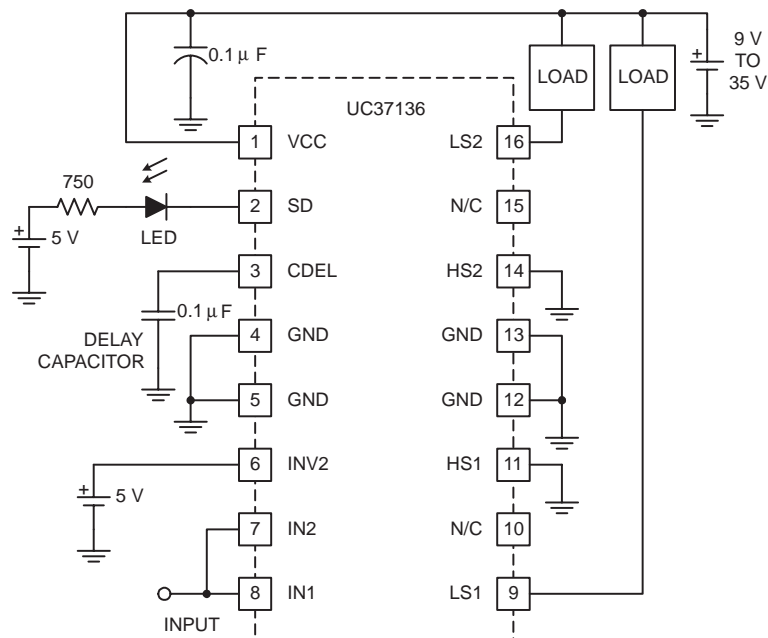 0.1 μ F
LOAD
LOAD
+
9 V
TO
35 V
UC37136
1
VCC
LS2
16
750
2
SD
N/C
15
+
5 V
LED
3
CDEL
HS2
14
0.1 μ F
DELAY
CAPACITOR
4
GND
GND
13
5
GND
GND
12
6
INV2
HS1
11
+
5 V
7
IN2
N/C
10
8
IN1
LS1
9
INPUT